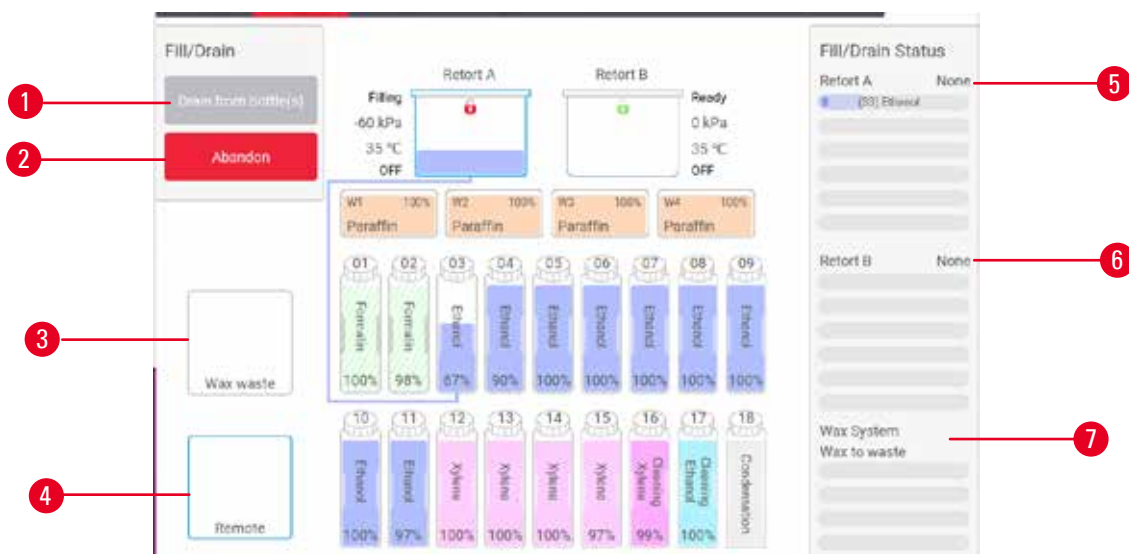 Fill/Drain
Drain from bottle(s)
Abandon
Wax waste
Remote
Retort A
Filling
-60 kPa
35 °C
OFF
Retort B
Ready
0 kPa
35 °C
OFF
W1 100%
Paraffin
W2 100%
Paraffin
W3 100%
Paraffin
W4 100%
Paraffin
01 02 03 04 05 06 07 08 09
Formalin Formalin Ethanol Ethanol Ethanol Ethanol Ethanol Ethanol Ethanol
100% 98% 67% 90% 100% 100% 100% 100% 100%
10 11 12 13 14 15 16 17 18
Ethanol Ethanol Xylene Xylene Xylene Xylene Cleaning Xylene Cleaning Ethanol Condensation
100% 97% 100% 100% 100% 97% 99% 100%
Fill/Drain Status
Retort A None
(S3) Ethanol
Retort B None
Wax System
Wax to waste
1
2
3
4
5
6
7